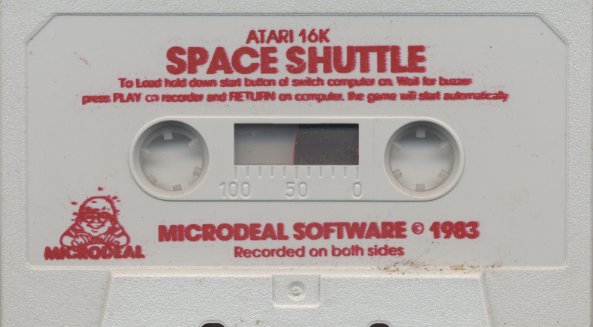 ATARI 16K
SPACE SHUTTLE
To Load hold down start button at switch computer on. Wait for buzzer
press PLAY on recorder and RETURN on computer, the game will start automatically
100 50 0
MICRODEAL
MICRODEAL SOFTWARE © 1983
Recorded on both sides